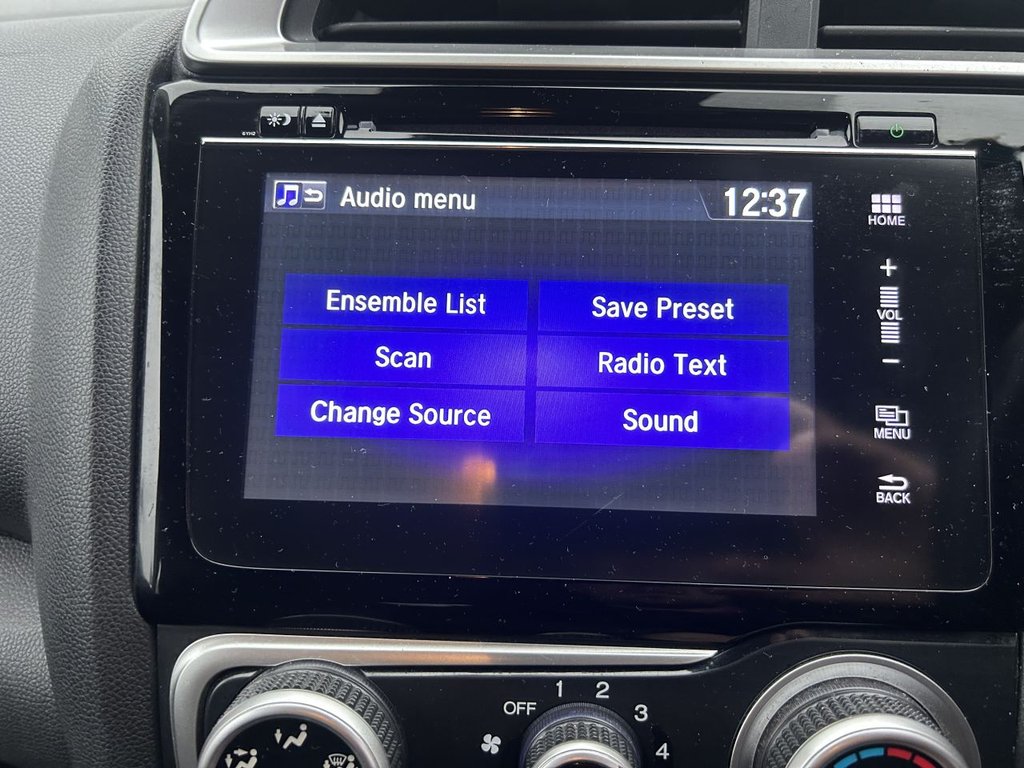 Audio menu 12:37
HOME
Ensemble List Save Preset
+
VOL
-
Scan Radio Text
Change Source Sound
MENU
BACK
OFF 1 2 3 4